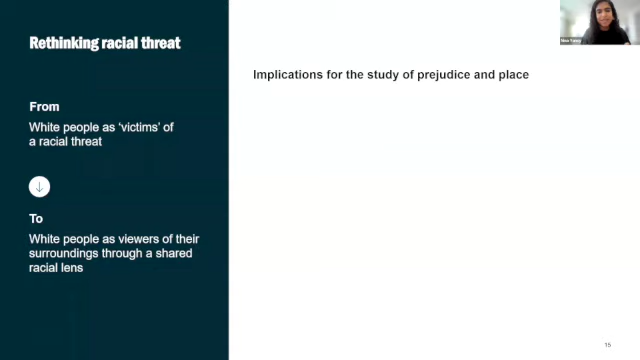 Rethinking racial threat
From
White people as 'victims' of
a racial threat
To
White people as viewers of their
surroundings through a shared
racial lens
Implications for the study of prejudice and place
15